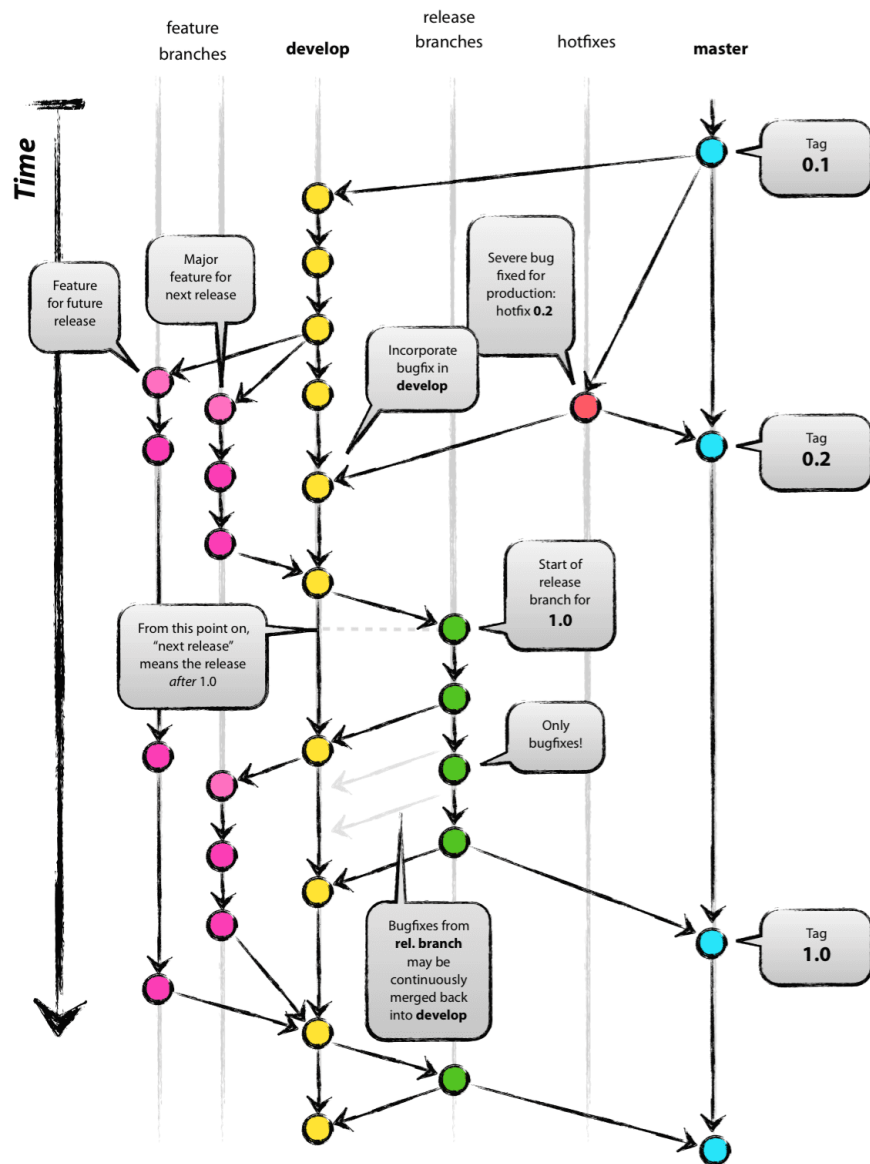 feature
branches
develop
release
branches
hotfixes
master
Time
Tag
0.1
Major
feature for
next release
Severe bug
fixed for
production:
hotfix 0.2
Feature
for future
release
Incorporate
bugfix in
develop
Tag
0.2
Start of
release
branch for
1.0
From this point on,
“next release”
means the release
after 1.0
Only
bugfixes!
Bugfixes from
rel. branch
may be
continuously
merged back
into develop
Tag
1.0